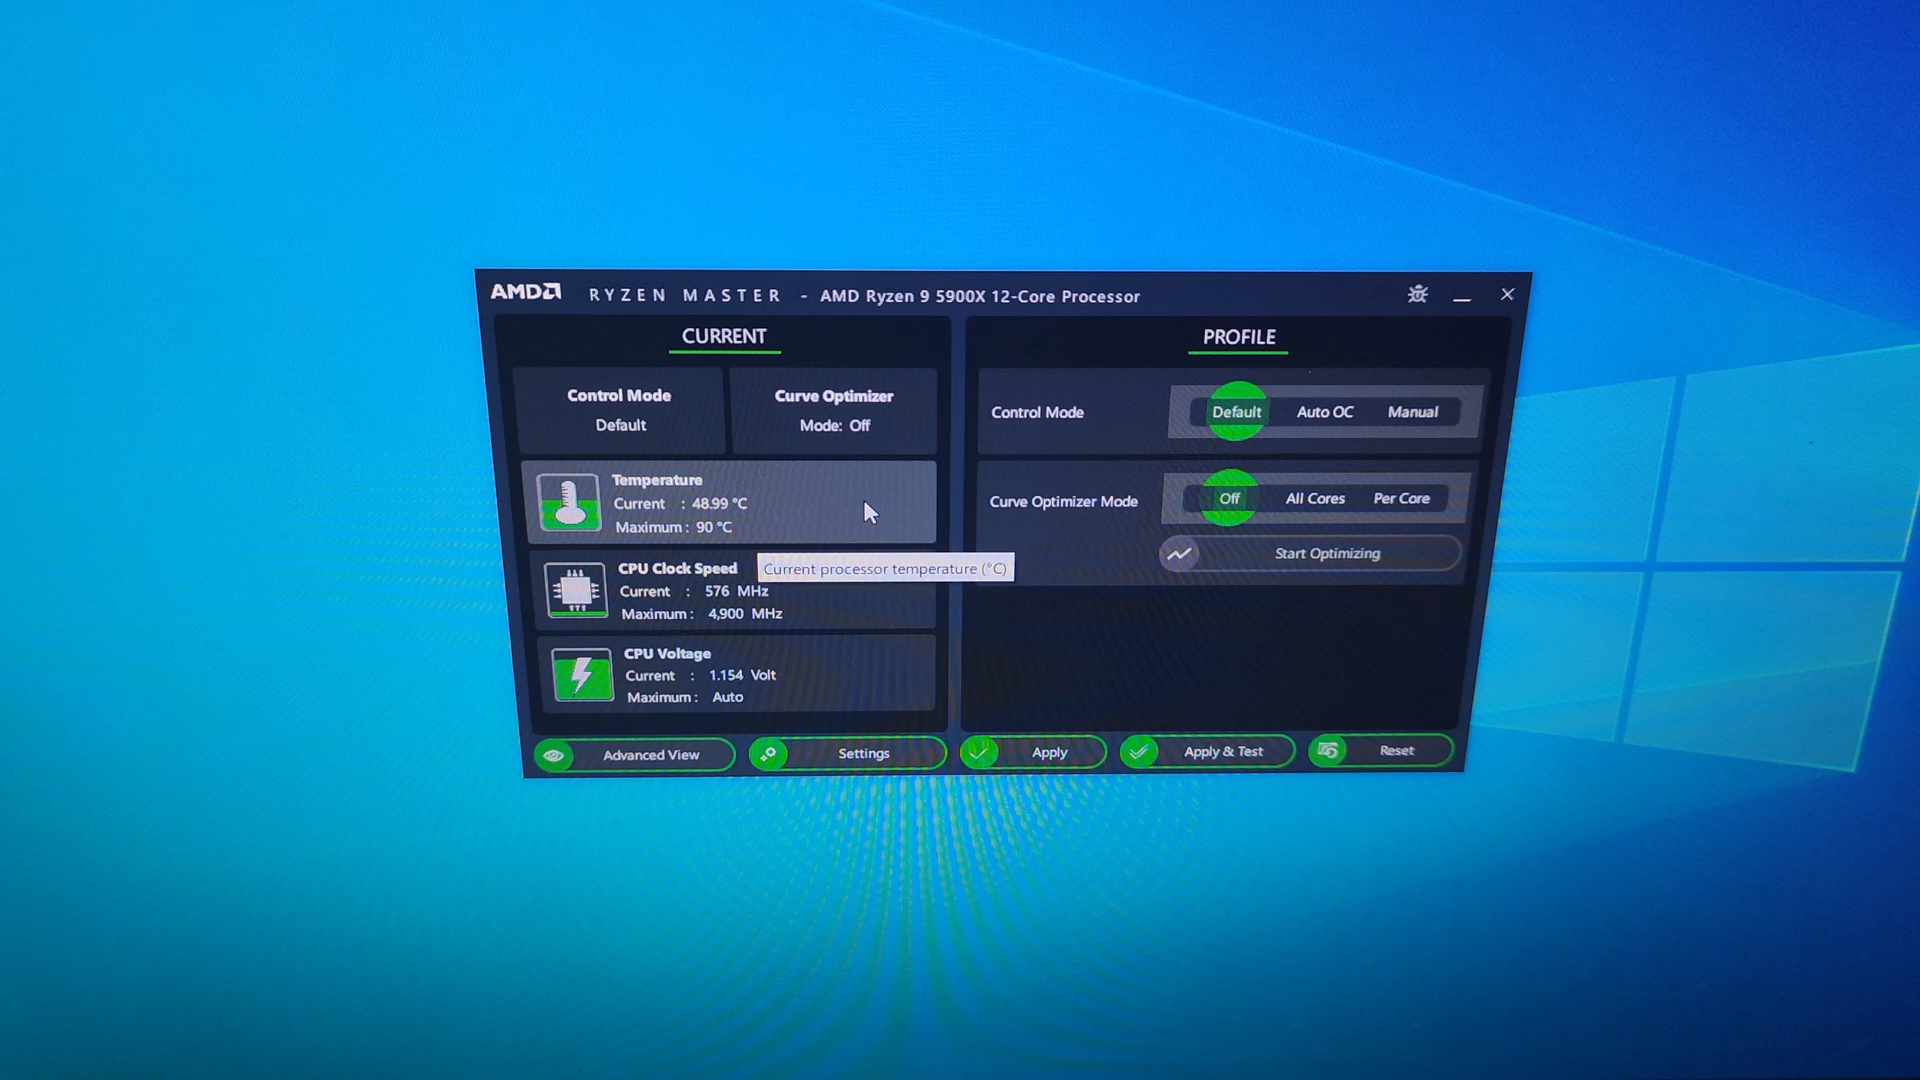 AMD RYZEN MASTER - AMD Ryzen 9 5900X 12-Core Processor
CURRENT
Control Mode
Default
Curve Optimizer
Mode: Off
Temperature
Current : 48.99 °C
Maximum : 90 °C
Current processor temperature (°C)
CPU Clock Speed
Current : 576 MHz
Maximum : 4,900 MHz
CPU Voltage
Current : 1.154 Volt
Maximum : Auto
PROFILE
Control Mode Default Auto OC Manual
Curve Optimizer Mode Off All Cores Per Core
Start Optimizing
Advanced View Settings Apply Apply & Test Reset